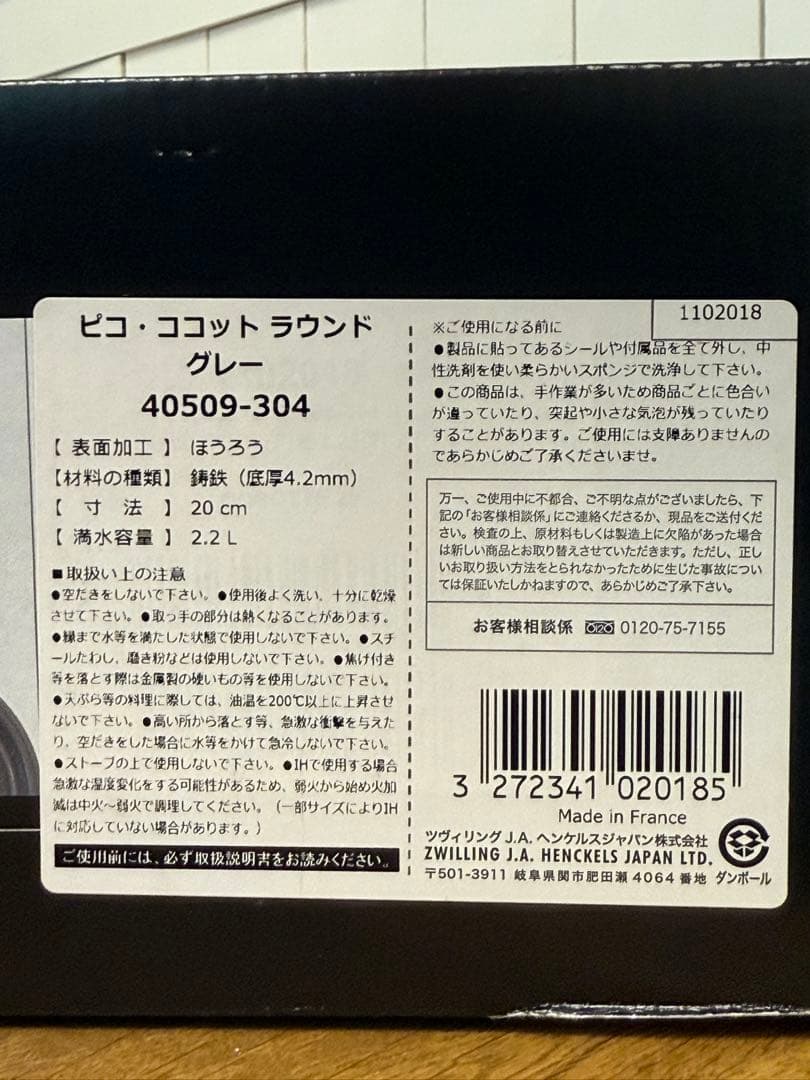 ピコ・ココット ラウンド
グレー
40509-304
【 表面加工 】 ほうろう
【材料の種類】 鋳鉄（底厚4.2mm）
【 寸 法 】 20 cm
【 満水容量 】 2.2 L
■取扱い上の注意
●空だきをしないで下さい。●使用後よく洗い、十分に乾燥
させて下さい。●取っ手の部分は熱くなることがあります。
●縁まで水等を満たした状態で使用しないで下さい。●スチ
ールたわし、磨き粉などは使用しないで下さい。●焦げ付き
等を落とす際は金属製の硬いもの等を使用しないで下さい。
●天ぷら等の料理に際しては、油温を200℃以上に上昇させ
ないで下さい。●高い所から落とす等、急激な衝撃を与えた
り、空だきをした場合に水等をかけて急冷しないで下さい。
●ストーブの上で使用しないで下さい。●IHで使用する場合
急激な温度変化をする可能性があるため、弱火から始め火加
減は中火～弱火で調理してください。（一部サイズによりIH
に対応していない場合があります。）
ご使用前には、必ず取扱説明書をお読みください。
1102018
※ご使用になる前に
●製品に貼ってあるシールや付属品を全て外し、中
性洗剤を使い柔らかいスポンジで洗浄して下さい。
●この商品は、手作業が多いため商品ごとに色合い
が違っていたり、突起や小さな気泡が残っていたり
することがあります。ご使用には支障ありませんの
であらかじめご了承くださいませ。
万一、ご使用中に不都合、ご不明な点がございましたら、下
記の「お客様相談係」にご連絡くださるか、現品をご送付くださ
い。検査の上、原材料もしくは製造上に欠陥があった場合
は新しい商品とお取り替えさせていただきます。ただし、正し
いお取り扱い方法をとられなかったために生じた事故につい
ては保証いたしかねますので、あらかじめご了承下さい。
お客様相談係 0120-75-7155
3 272341 020185
Made in France
ツヴィリング J.A. ヘンケルスジャパン株式会社
ZWILLING J.A. HENCKELS JAPAN LTD.
〒501-3911 岐阜県関市肥田瀬 4064 番地 ダンボール